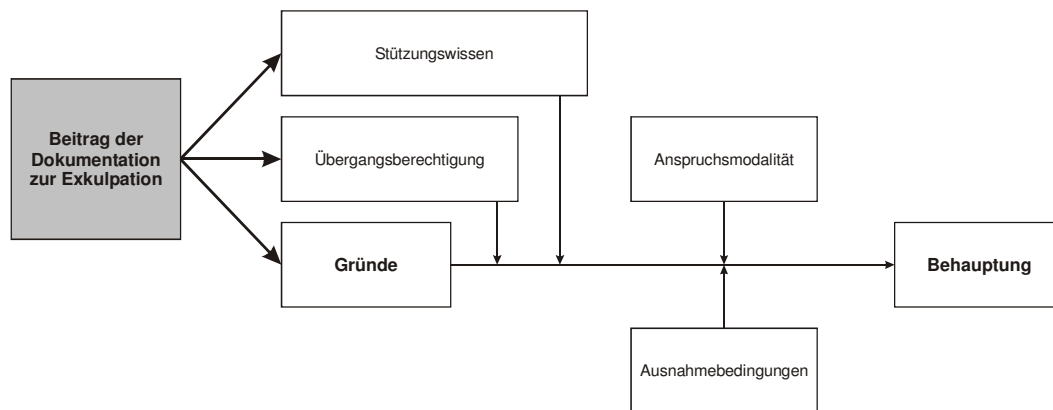 Stützungswissen
Beitrag der
Dokumentation
zur Exkulpation
Übergangsberechtigung
Anspruchsmodalität
Gründe
Behauptung
Ausnahmebedingungen